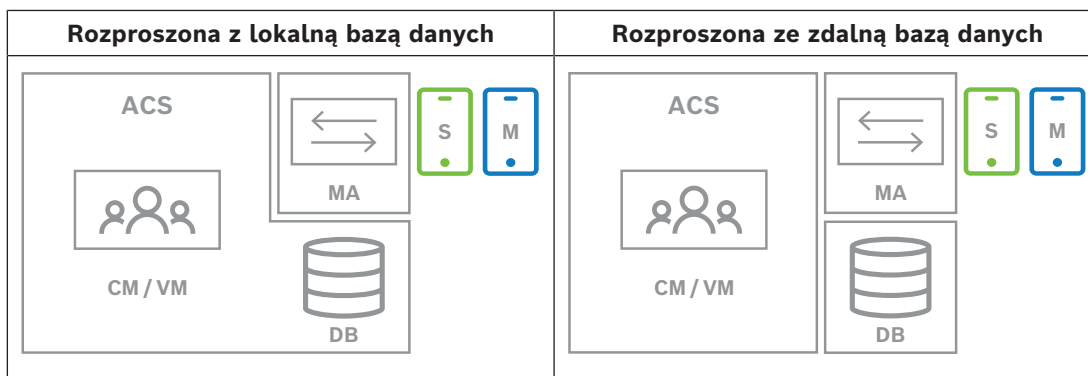 Rozproszona z lokalną bazą danych
Rozproszona ze zdalną bazą danych
ACS
S
M
MA
CM / VM
DB
ACS
S
M
MA
CM / VM
DB